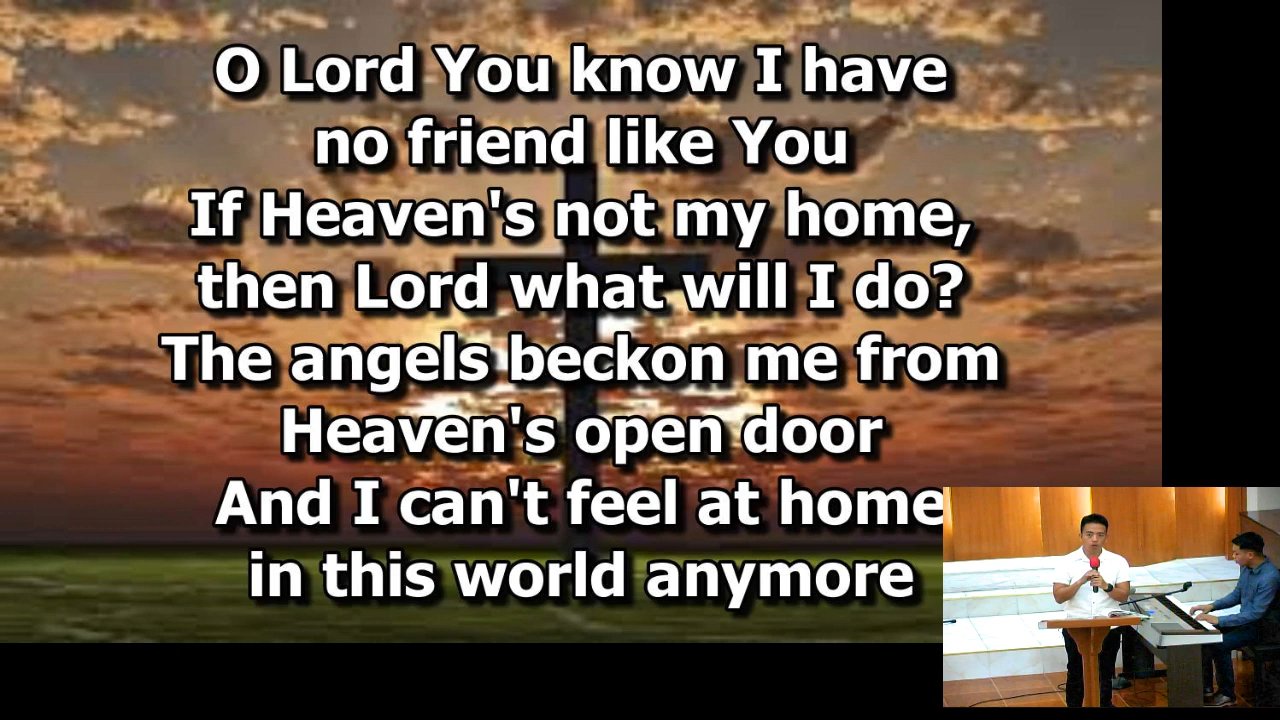 O Lord You know I have
no friend like You
If Heaven's not my home,
then Lord what will I do?
The angels beckon me from
Heaven's open door
And I can't feel at home
in this world anymore